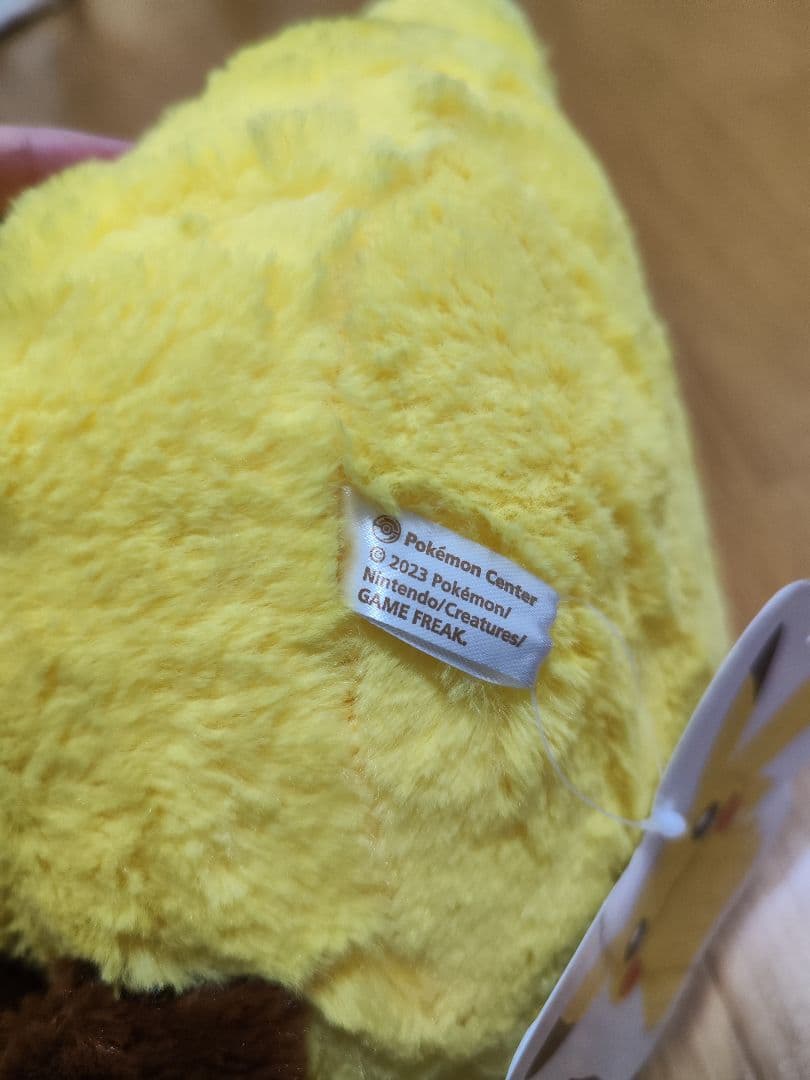 Pokémon Center
© 2023 Pokémon/
Nintendo/Creatures/
GAME FREAK.